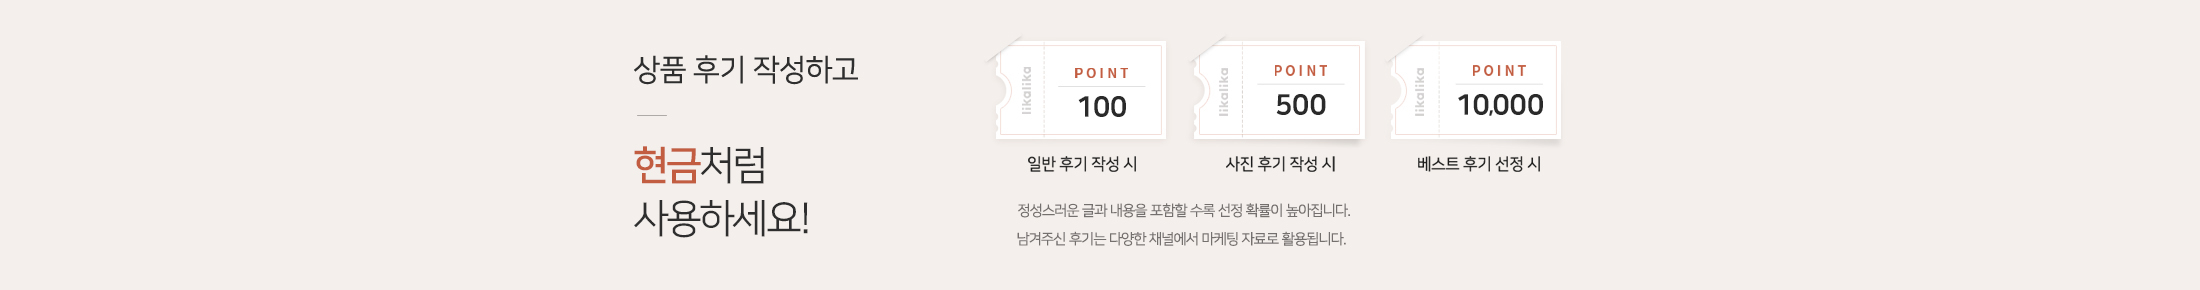 상품 후기 작성하고
현금처럼
사용하세요!
likalika
POINT
100
일반 후기 작성 시
likalika
POINT
500
사진 후기 작성 시
likalika
POINT
10,000
베스트 후기 선정 시
정성스러운 글과 내용을 포함할 수록 선정 확률이 높아집니다.
남겨주신 후기는 다양한 채널에서 마케팅 자료로 활용됩니다.